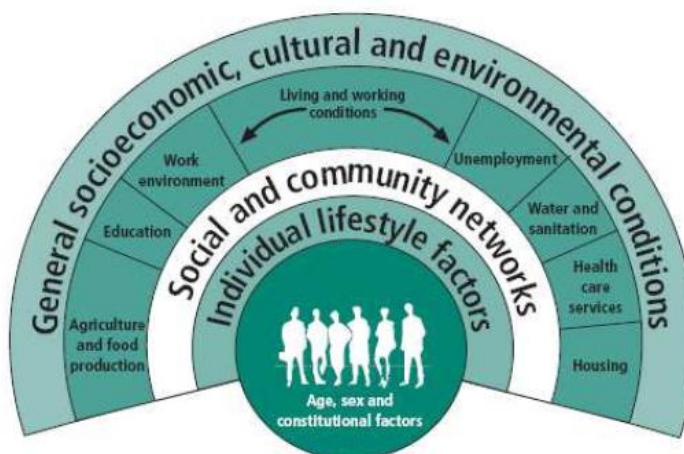 General socioeconomic, cultural and environmental conditions
Living and working
conditions
Work
environment
Unemployment
Education
Water and
sanitation
Agriculture
and food
production
Health
care
services
Housing
Social and community networks
Individual lifestyle factors
Age, sex and
constitutional factors